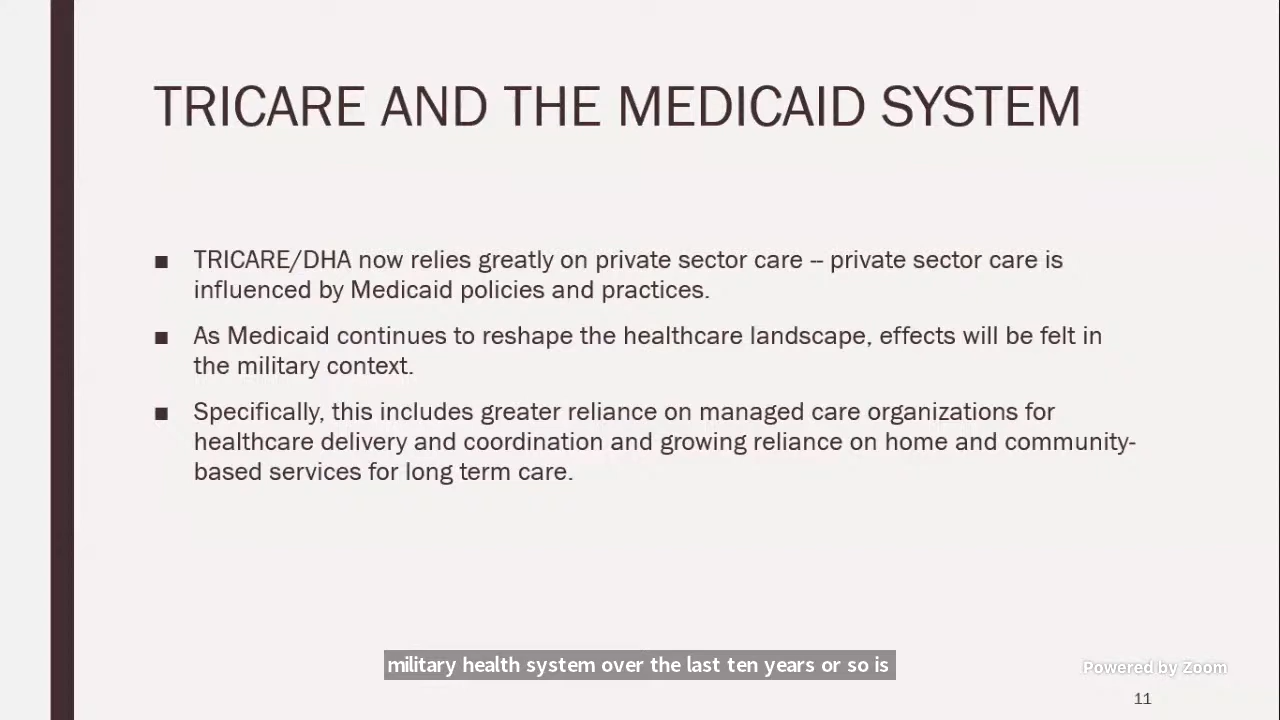 TRICARE AND THE MEDICAID SYSTEM
■ TRICARE/DHA now relies greatly on private sector care -- private sector care is
influenced by Medicaid policies and practices.
■ As Medicaid continues to reshape the healthcare landscape, effects will be felt in
the military context.
■ Specifically, this includes greater reliance on managed care organizations for
healthcare delivery and coordination and growing reliance on home and community-
based services for long term care.
military health system over the last ten years or so is
Powered by Zoom
11